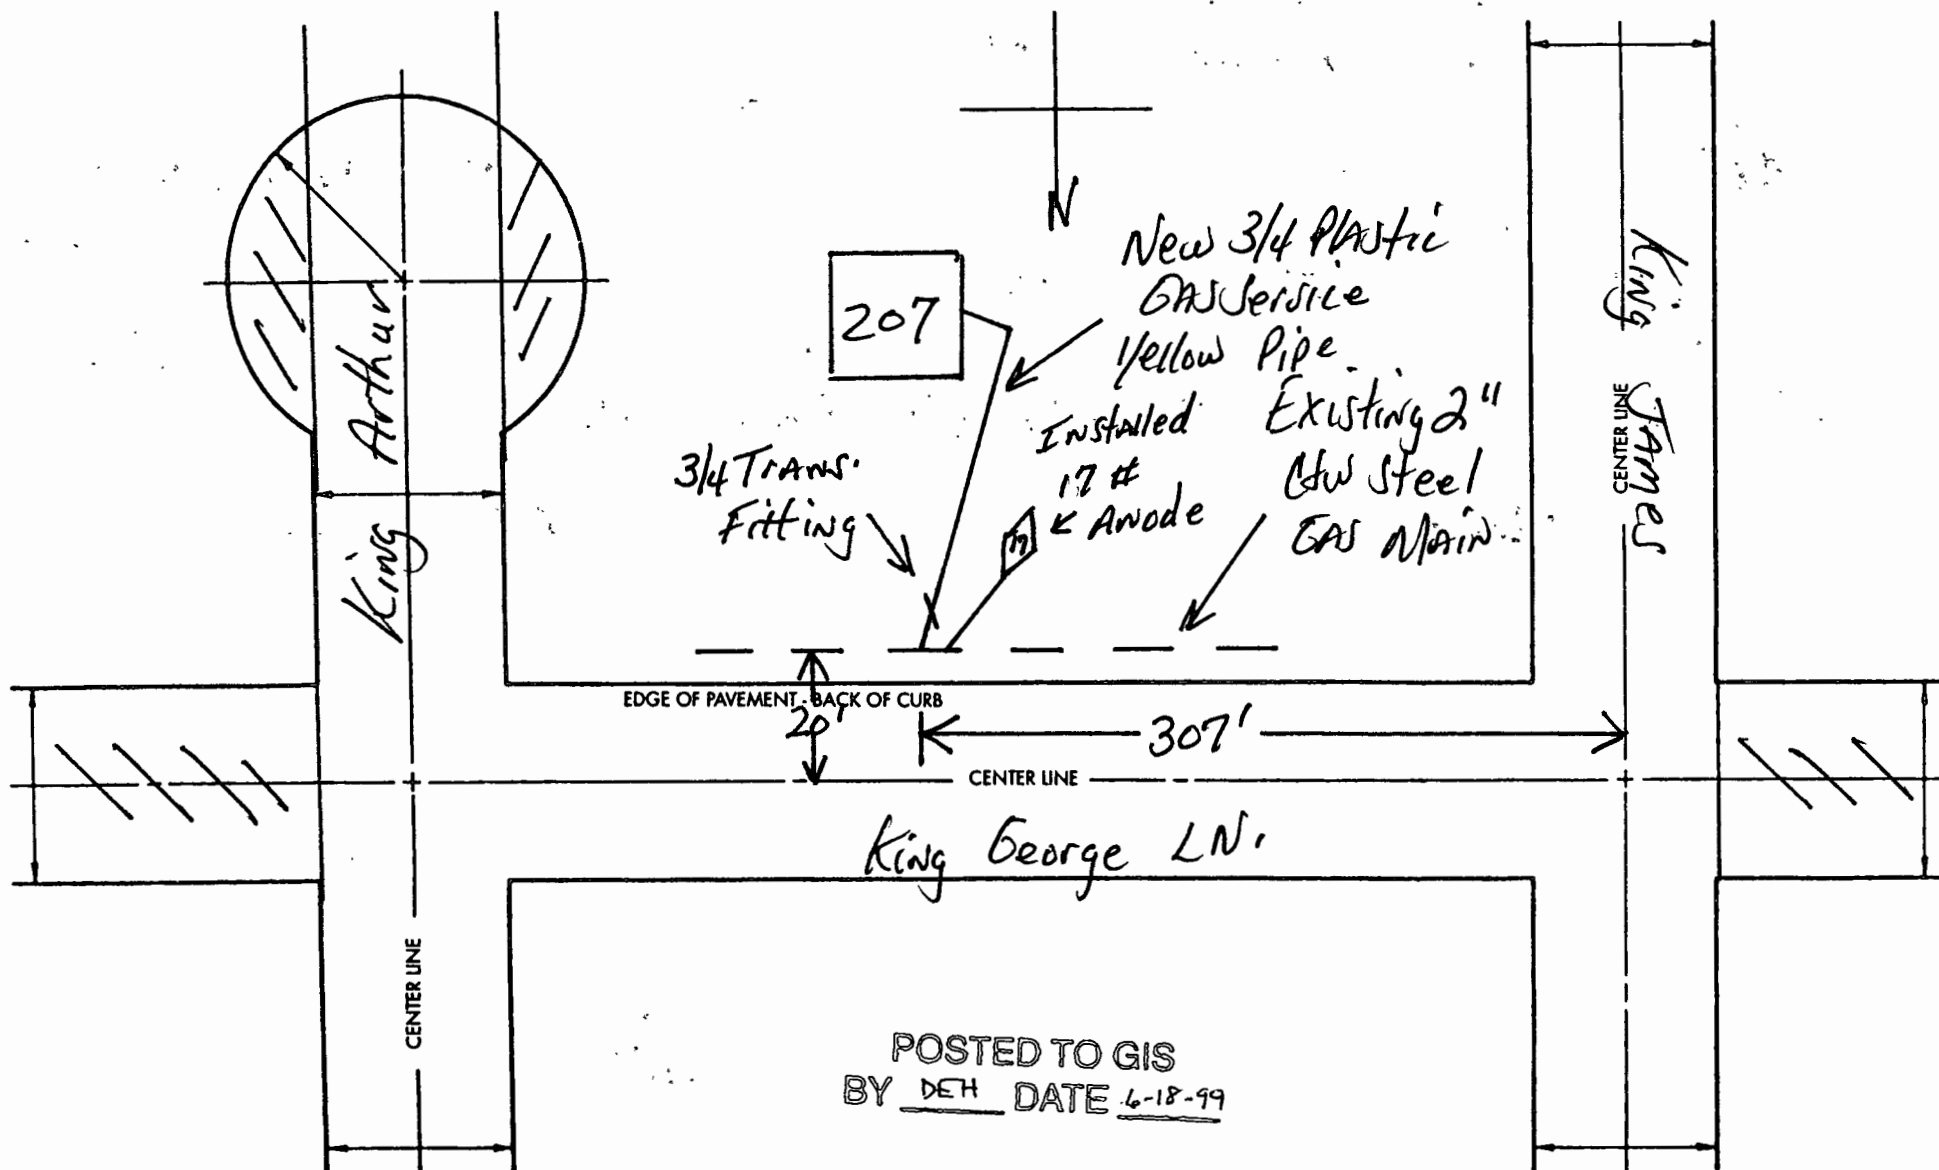 N
New 3/4 Plastic
Gas Service
Yellow Pipe
207
Installed
17 #
Anode
17
Existing 2"
C&W Steel
Gas Main
3/4 Trans.
Fitting
King Arthur
King James
CENTER LINE
EDGE OF PAVEMENT - BACK OF CURB
20'
307'
CENTER LINE
King George LN.
CENTER LINE
POSTED TO GIS
BY DEH DATE 6-18-99